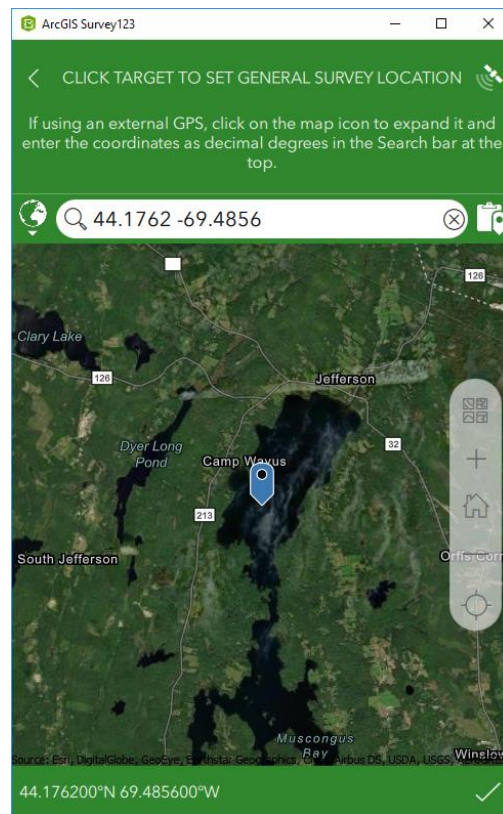 ArcGIS Survey123
CLICK TARGET TO SET GENERAL SURVEY LOCATION
If using an external GPS, click on the map icon to expand it and
enter the coordinates as decimal degrees in the Search bar at the
top.
44.1762 -69.4856
126
Clary Lake
126
Jefferson
32
Dyer Long
Pond
Camp Wavus
213
South Jefferson
Orffs Corn
Muscongus
Bay
Winslow
Source: Esri, DigitalGlobe, GeoEye, Earthstar Geographics, CNES/Airbus DS, USDA, USGS,
44.176200°N 69.485600°W